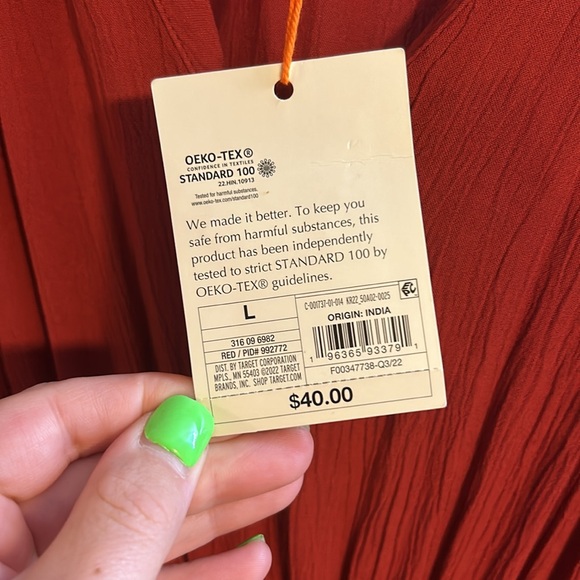 OEKO-TEX®
CONFIDENCE IN TEXTILES
STANDARD 100
22.HIN.10913
Tested for harmful substances.
www.oeko-tex.com/standard100
We made it better. To keep you
safe from harmful substances, this
product has been independently
tested to strict STANDARD 100 by
OEKO-TEX® guidelines.
L
316 09 6982
RED / PID# 992772
DIST. BY TARGET CORPORATION
MPLS., MN 55403 ©2022 TARGET
BRANDS, INC. SHOP TARGET.COM
C-001737-01-014 KR22_50A02-0025
ORIGIN: INDIA
1 96365 93379 1
F00347738-Q3/22
$40.00